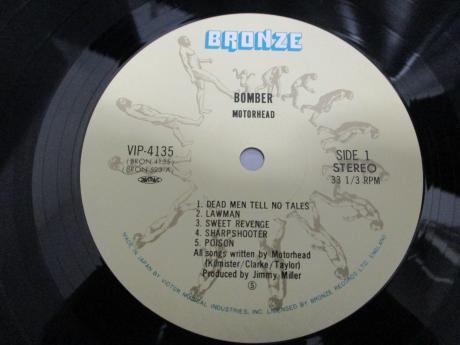 BRONZE
BOMBER
MOTORHEAD
VIP-4135
(BRON 4135)
(BRON-523-A)
SIDE 1
STEREO
33 1/3 RPM
1. DEAD MEN TELL NO TALES
2. LAWMAN
3. SWEET REVENGE
4. SHARPSHOOTER
5. POISON
All songs written by Motorhead
(Kilmister/Clarke/Taylor)
Produced by Jimmy Miller
Ⓢ
MADE IN JAPAN BY VICTOR MUSICAL INDUSTRIES, INC. LICENSED BY BRONZE RECORDS LTD. ENGLAND.